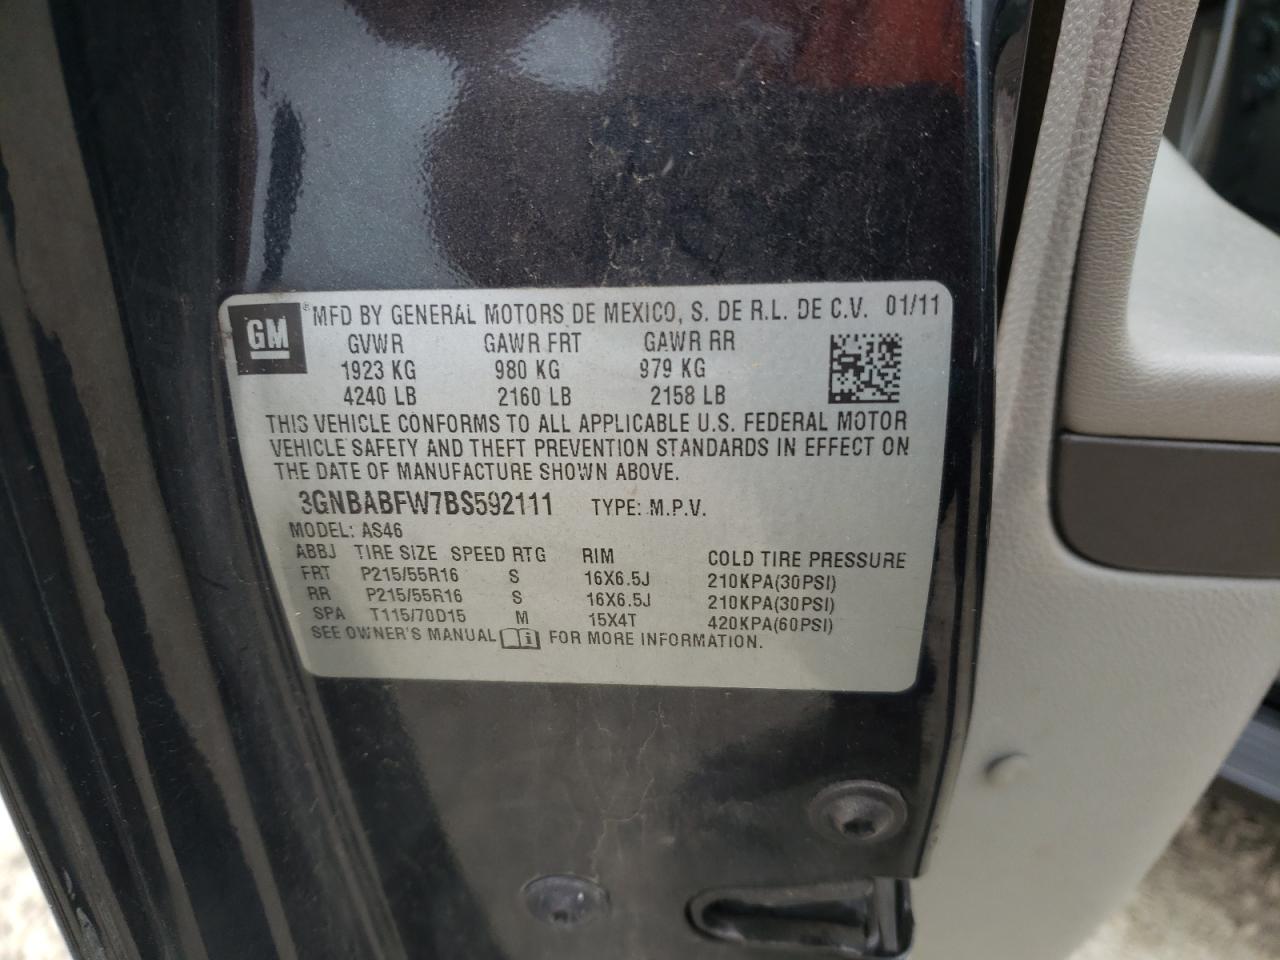 GM ® MFD BY GENERAL MOTORS DE MEXICO, S. DE R.L. DE C.V. 01/11
GVWR GAWR FRT GAWR RR
1923 KG 980 KG 979 KG
4240 LB 2160 LB 2158 LB
THIS VEHICLE CONFORMS TO ALL APPLICABLE U.S. FEDERAL MOTOR
VEHICLE SAFETY AND THEFT PREVENTION STANDARDS IN EFFECT ON
THE DATE OF MANUFACTURE SHOWN ABOVE.
3GNBABFW7BS592111 TYPE: M.P.V.
MODEL: AS46
ABBJ TIRE SIZE SPEED RTG RIM COLD TIRE PRESSURE
FRT P215/55R16 S 16X6.5J 210KPA(30PSI)
RR P215/55R16 S 16X6.5J 210KPA(30PSI)
SPA T115/70D15 M 15X4T 420KPA(60PSI)
SEE OWNER'S MANUAL FOR MORE INFORMATION.